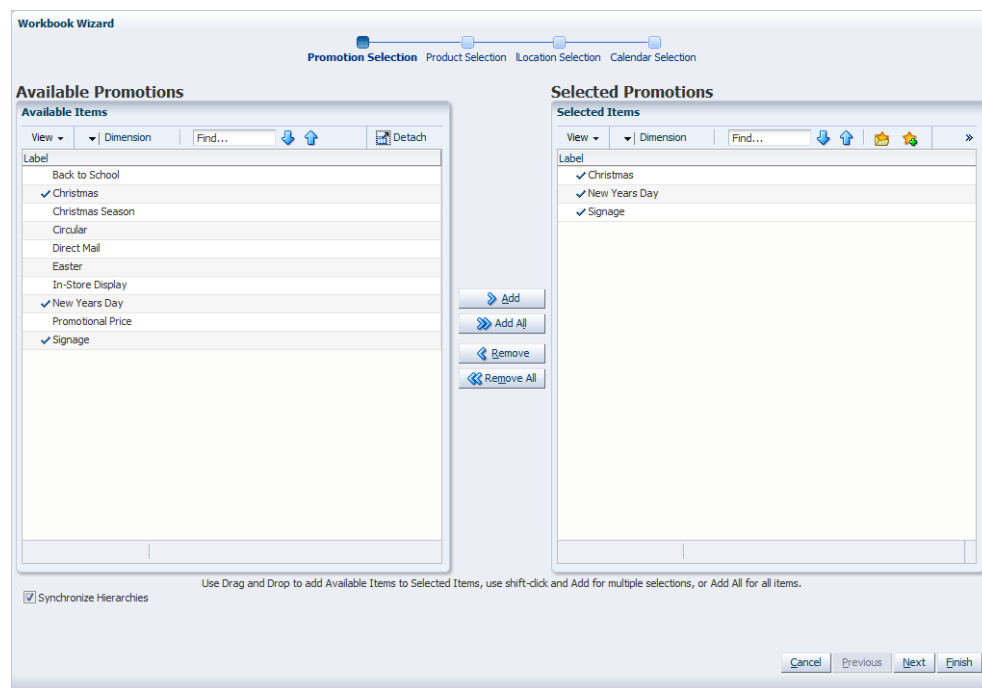 Workbook Wizard
Promotion Selection Product Selection lLocation Selection Calendar Selection
Available Promotions
Available Items
View Dimension Find... Detach
Label
Back to School
Christmas
Christmas Season
Circular
Direct Mail
Easter
In-Store Display
New Years Day
Promotional Price
Signage
Add
Add All
Remove
Remove All
Selected Promotions
Selected Items
View Dimension Find... »
Label
Christmas
New Years Day
Signage
Use Drag and Drop to add Available Items to Selected Items, use shift-click and Add for multiple selections, or Add All for all items.
Synchronize Hierarchies
Cancel Previous Next Finish